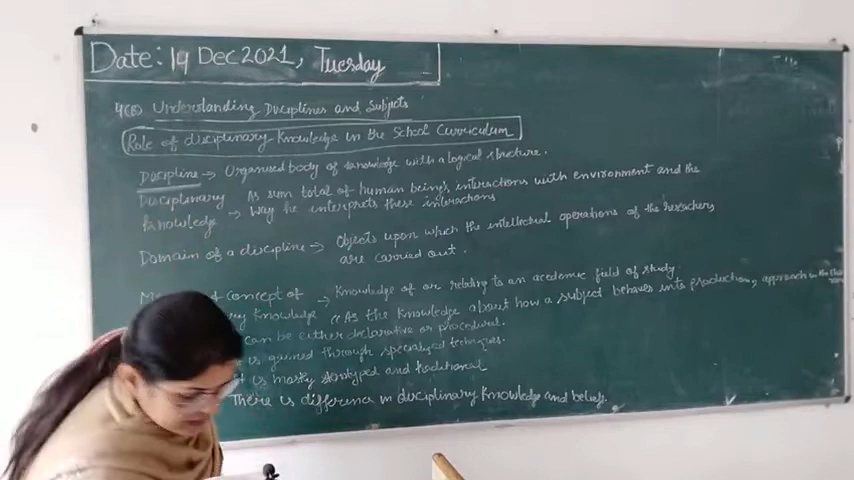 Date: 14 Dec 2021, Tuesday
4(B) Understanding Disciplines and Subjects
Role of disciplinary knowledge in the School Curriculum
Discipline → Organised body of knowledge with a logical structure.
Disciplinary As sum total of human being's interactions with environment and the
knowledge → Way he interprets these interactions
Domain of a discipline → Objects upon which the intellectual operations of the
are carried out.
concept of → Knowledge of or relating to an academic field of study
knowledge "As the knowledge about how a subject behaves into production, approach in the
can be either declarative or procedural.
is gained through specialized techniques.
is mostly and traditional
There is difference in disciplinary knowledge and belief.